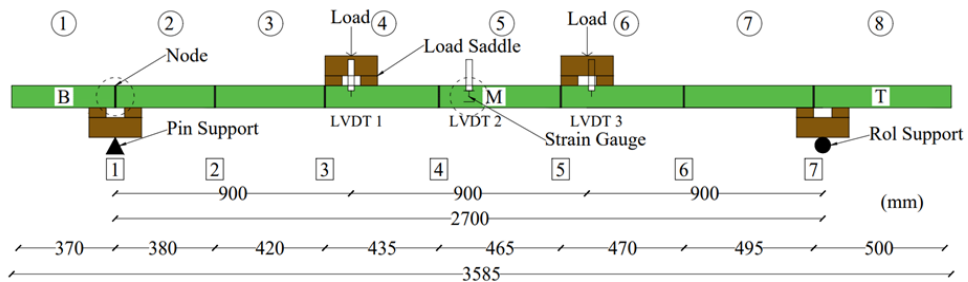 1 2 3 Load 4 5 Load 6 7 8
Node
Load Saddle
B M T
LVDT 1 LVDT 2 LVDT 3
Pin Support
Strain Gauge
Rol Support
1 2 3 4 5 6 7
900 900 900
(mm)
2700
370 380 420 435 465 470 495 500
3585